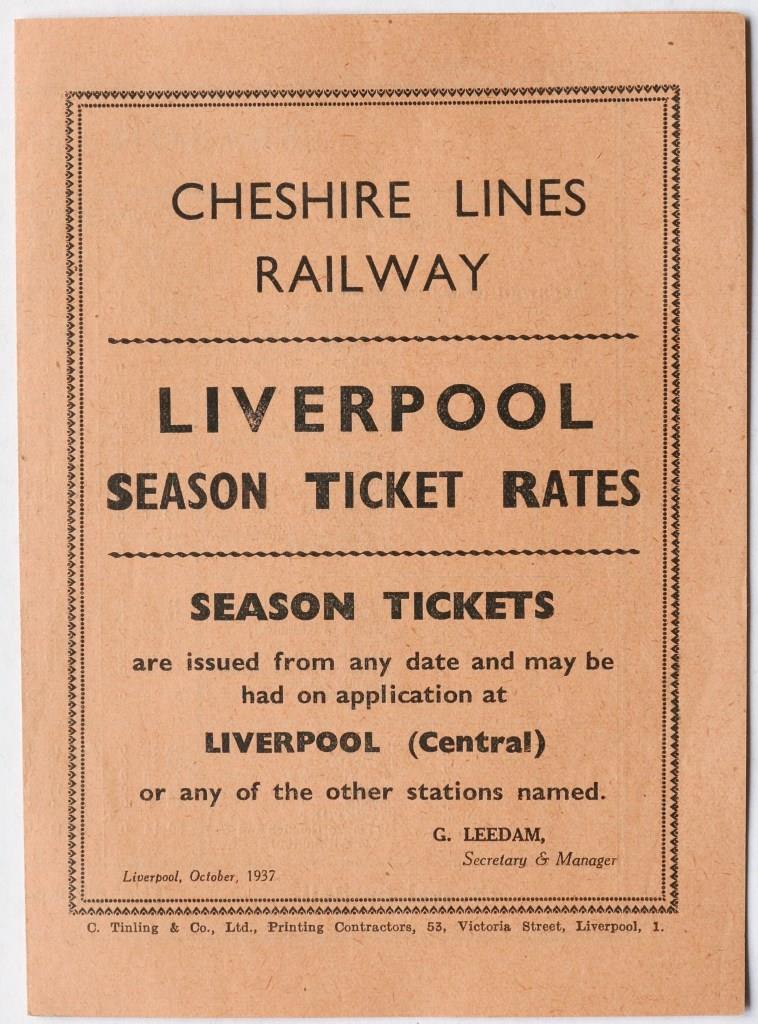 CHESHIRE LINES
RAILWAY
LIVERPOOL
SEASON TICKET RATES
SEASON TICKETS
are issued from any date and may be
had on application at
LIVERPOOL (Central)
or any of the other stations named.
G. LEEDAM,
Secretary & Manager
Liverpool, October, 1937
C. Tinling & Co., Ltd., Printing Contractors, 53, Victoria Street, Liverpool, 1.